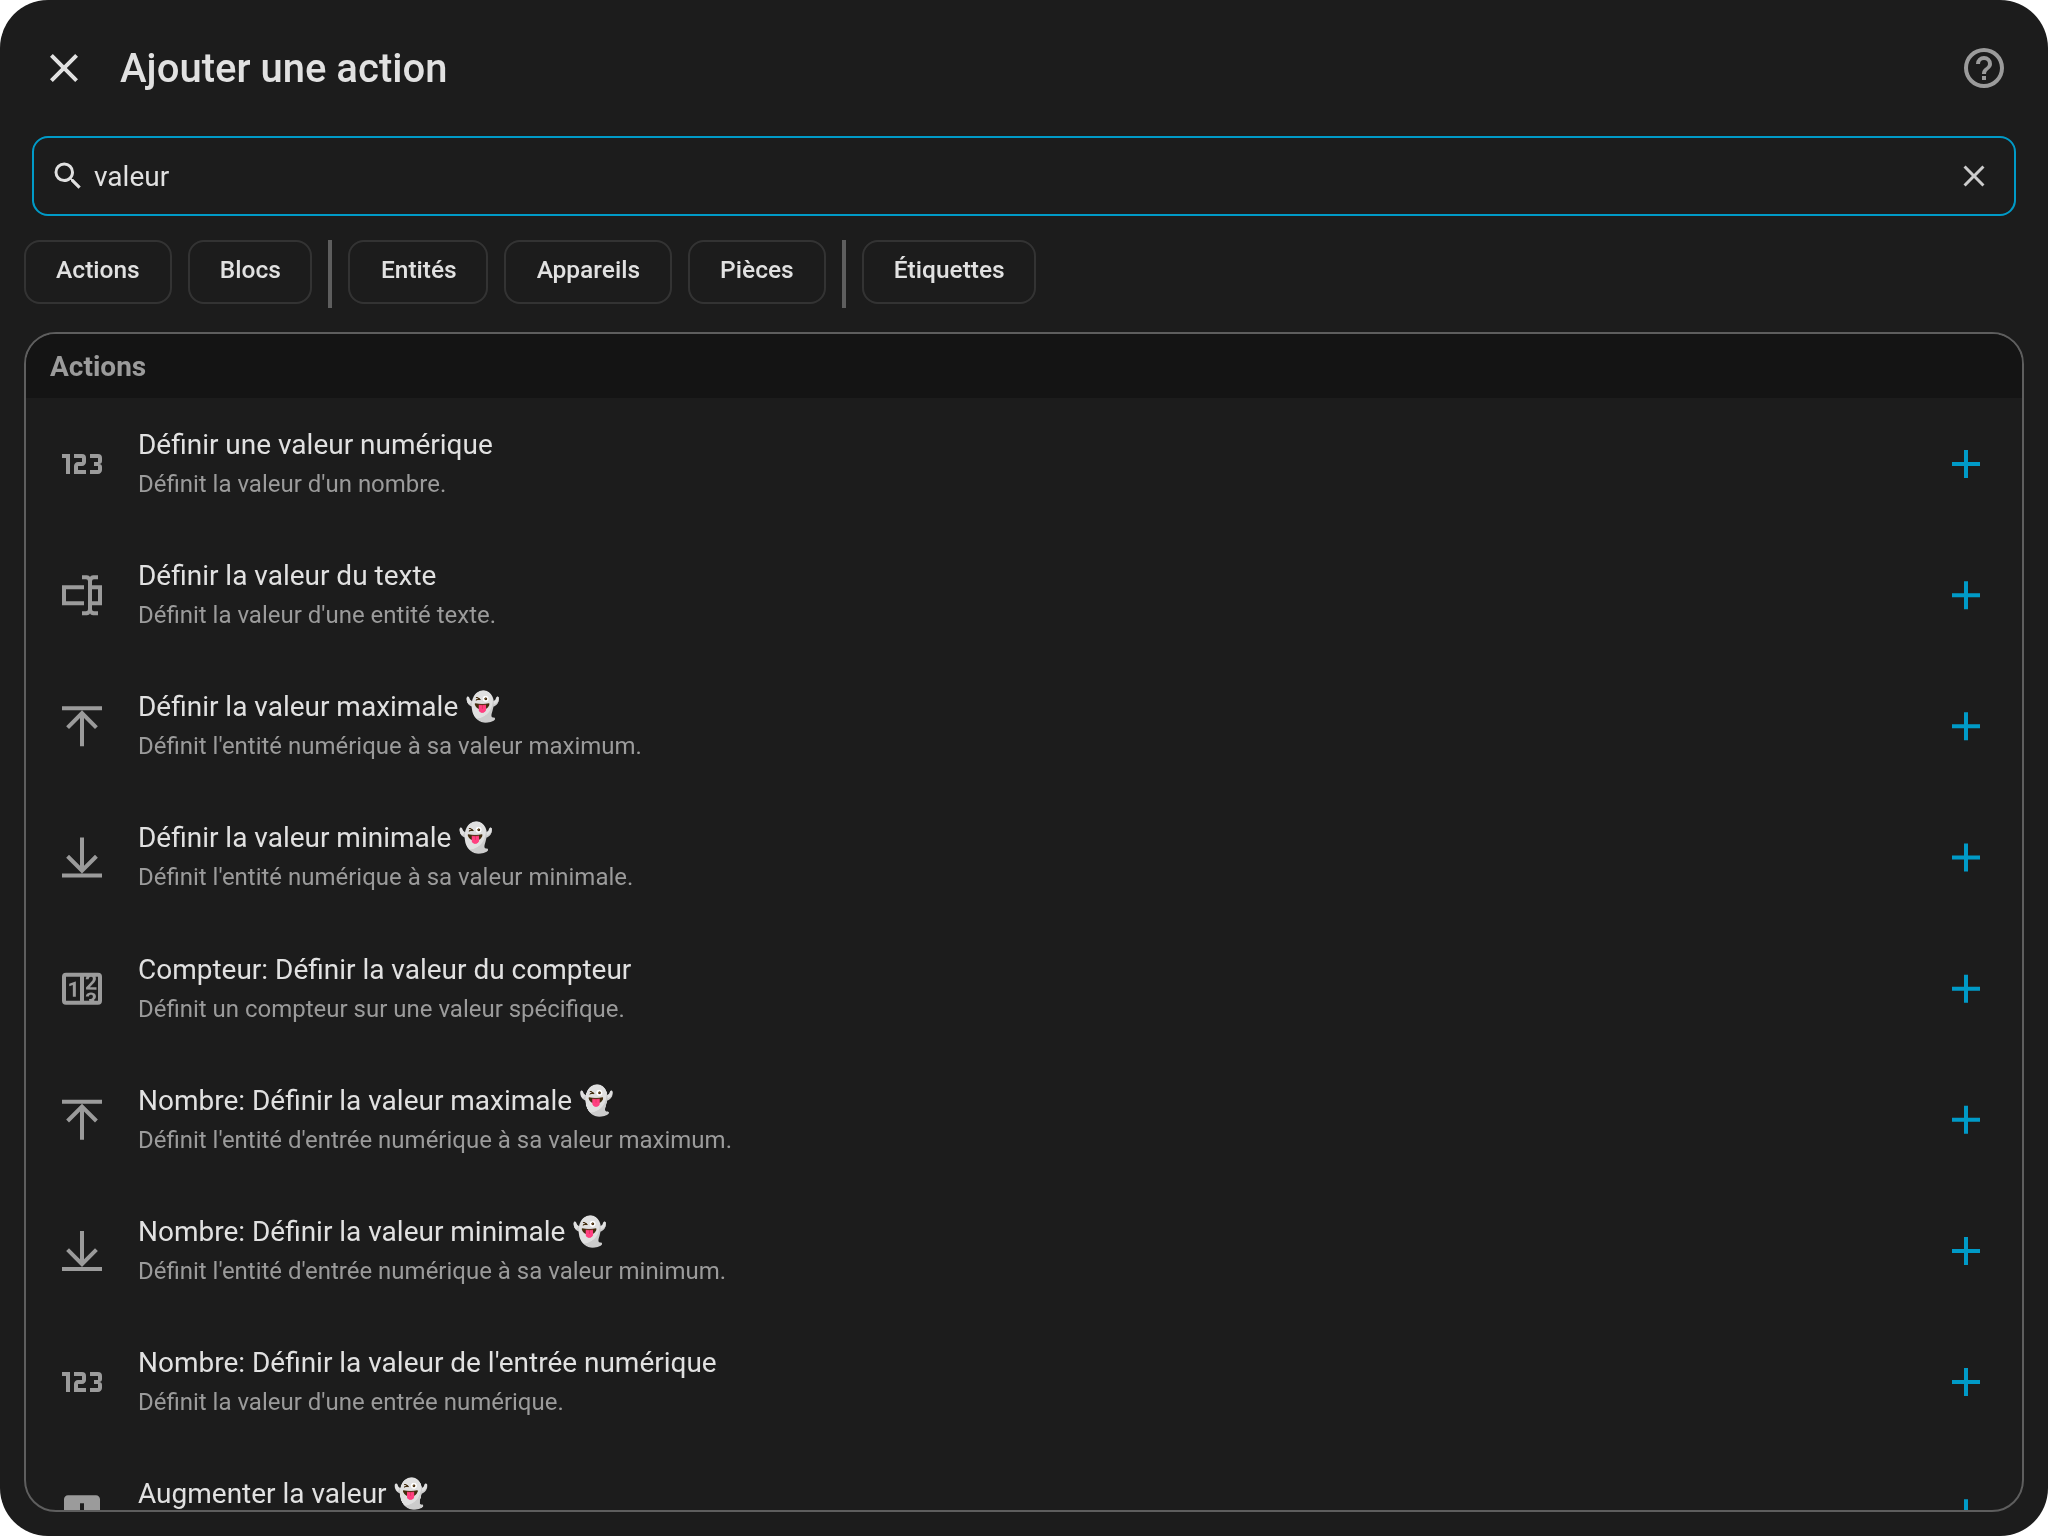 Ajouter une action
valeur
Actions
Blocs
Entités
Appareils
Pièces
Étiquettes
Actions
123
Définir une valeur numérique
Définit la valeur d'un nombre.
Définir la valeur du texte
Définit la valeur d'une entité texte.
Définir la valeur maximale 👻
Définit l'entité numérique à sa valeur maximum.
Définir la valeur minimale 👻
Définit l'entité numérique à sa valeur minimale.
Compteur: Définir la valeur du compteur
Définit un compteur sur une valeur spécifique.
Nombre: Définir la valeur maximale 👻
Définit l'entité d'entrée numérique à sa valeur maximum.
Nombre: Définir la valeur minimale 👻
Définit l'entité d'entrée numérique à sa valeur minimum.
123
Nombre: Définir la valeur de l'entrée numérique
Définit la valeur d'une entrée numérique.
Augmenter la valeur 👻